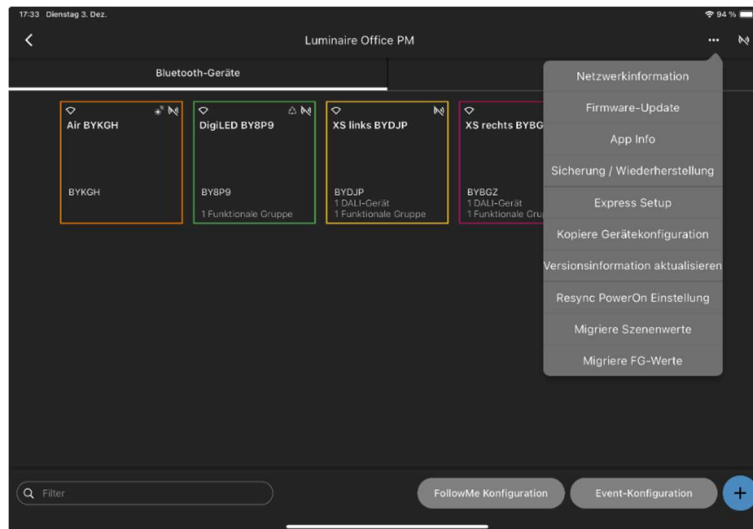 17:33 Dienstag 3. Dez.
94 %
Luminaire Office PM
Bluetooth-Geräte
Netzwerkinformation
Firmware-Update
App Info
Sicherung / Wiederherstellung
Express Setup
Kopiere Gerätekonfiguration
Versionsinformation aktualisieren
Resync PowerOn Einstellung
Migriere Szenenwerte
Migriere FG-Werte
Air BYKGH
BYKGH
DigiLED BY8P9
BY8P9
1 Funktionale Gruppe
XS links BYDJP
BYDJP
1 DALI-Gerät
1 Funktionale Gruppe
XS rechts BYBG
BYBGZ
1 DALI-Gerät
1 Funktionale Gru
Filter
FollowMe Konfiguration
Event-Konfiguration